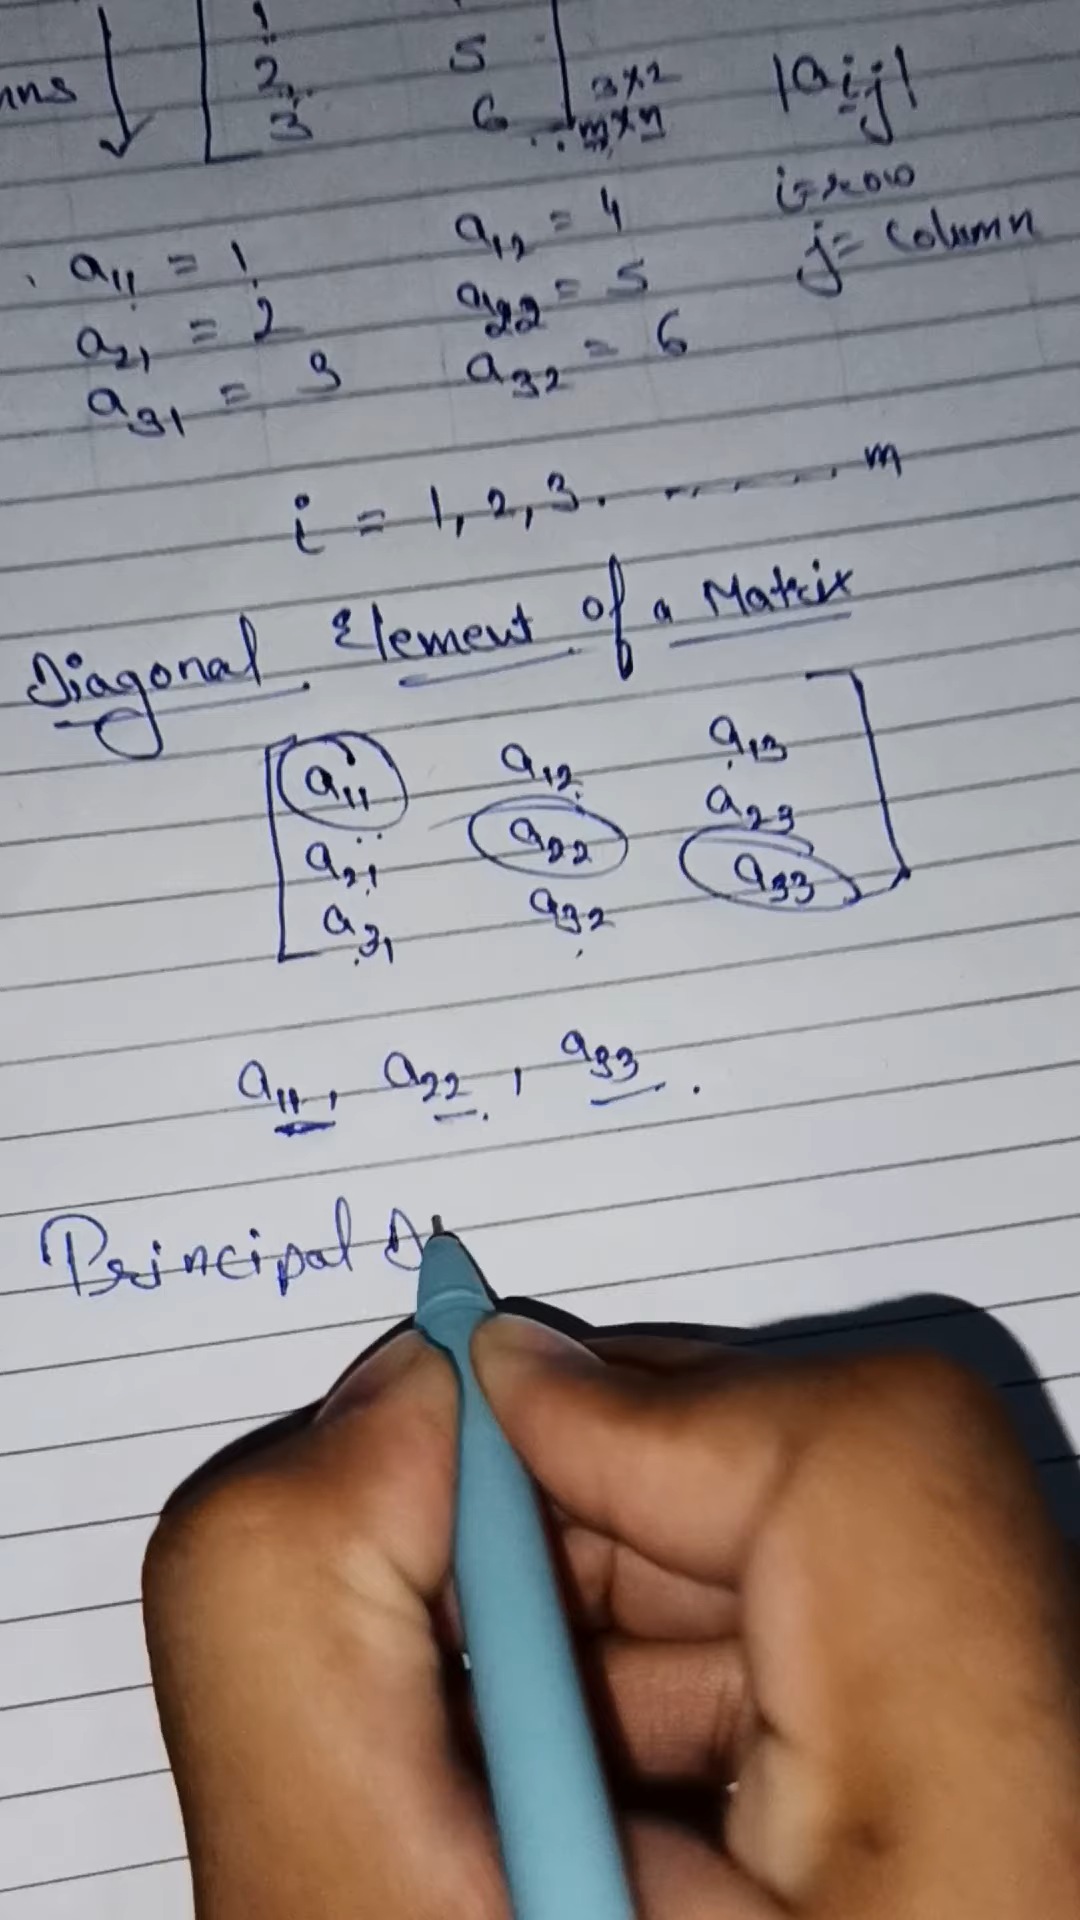 1
2 5
3 6 3×2
m×n
|aij|
i=row
j= column
a11 = 1 a12 = 4
a21 = 2 a22 = 5
a31 = 3 a32 = 6
i = 1, 2, 3. ....... m
Diagonal Element of a Matrix
a11 a12 a13
a21 a22 a23
a31 a32 a33
a11, a22, a33.
Principal D